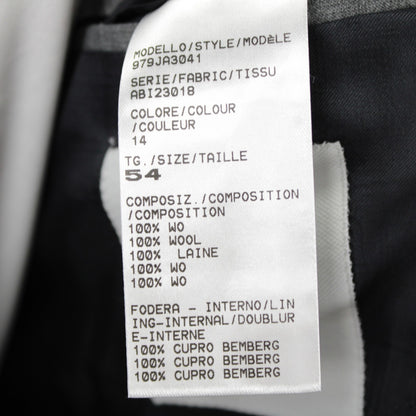 MODELLO/STYLE/MODÈLE
979JA3041
SERIE/FABRIC/TISSU
ABI23018
COLORE/COLOUR
/COULEUR
14
TG./SIZE/TAILLE
54
COMPOSIZ./COMPOSITION
/COMPOSITION
100% WO
100% WOOL
100% LAINE
100% WO
100% WO
FODERA - INTERNO/LIN
ING-INTERNAL/DOUBLUR
E-INTERNE
100% CUPRO BEMBERG
100% CUPRO BEMBERG
100% CUPRO BEMBERG